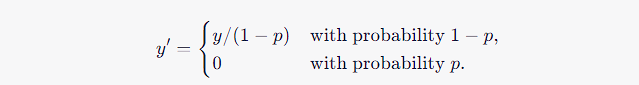 y′ = { y/(1 − p) with probability 1 − p,
0 with probability p.